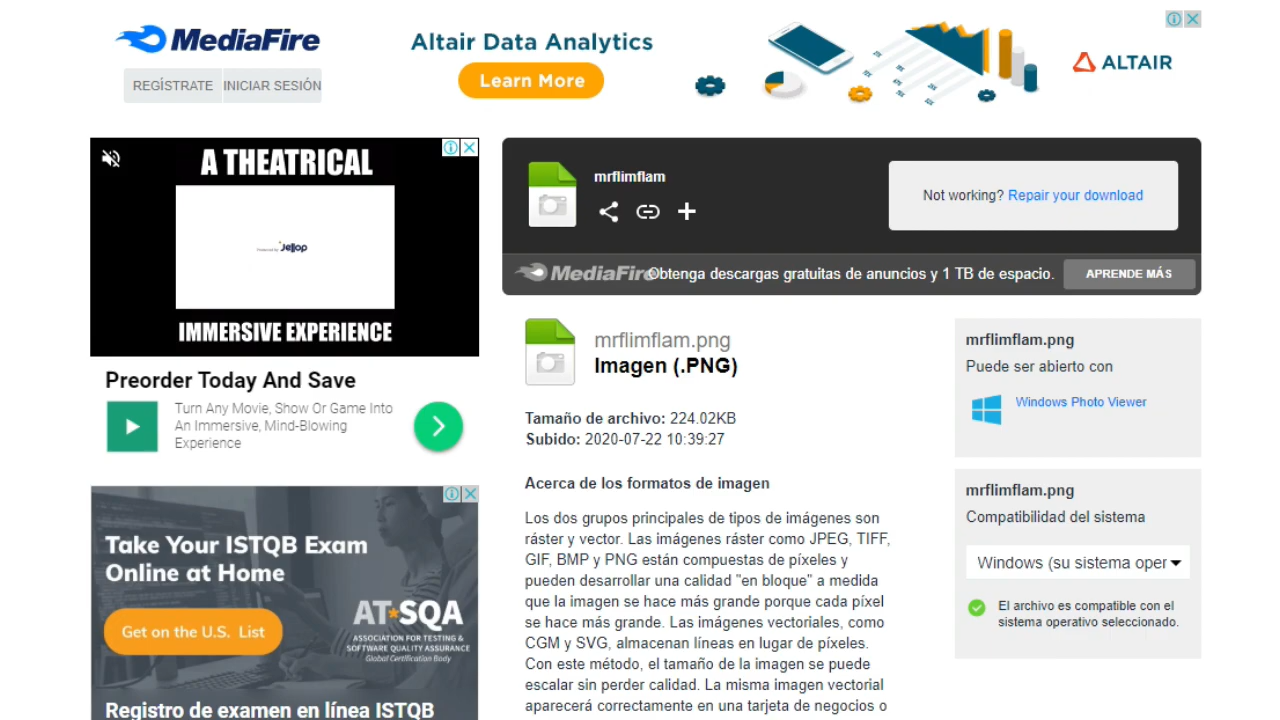 MediaFire
REGÍSTRATE
INICIAR SESIÓN
Altair Data Analytics
Learn More
ALTAIR
A THEATRICAL
Powered by Jellop
IMMERSIVE EXPERIENCE
Preorder Today And Save
Turn Any Movie, Show Or Game Into
An Immersive, Mind-Blowing
Experience
Take Your ISTQB Exam
Online at Home
Get on the U.S. List
AT*SQA
ASSOCIATION FOR TESTING &
SOFTWARE QUALITY ASSURANCE
Global Certification Body
Registro de examen en línea ISTQB
mrflimflam
Not working? Repair your download
MediaFire
Obtenga descargas gratuitas de anuncios y 1 TB de espacio.
APRENDE MÁS
mrflimflam.png
Imagen (.PNG)
Tamaño de archivo: 224.02KB
Subido: 2020-07-22 10:39:27
Acerca de los formatos de imagen
Los dos grupos principales de tipos de imágenes son
ráster y vector. Las imágenes ráster como JPEG, TIFF,
GIF, BMP y PNG están compuestas de píxeles y
pueden desarrollar una calidad "en bloque" a medida
que la imagen se hace más grande porque cada píxel
se hace más grande. Las imágenes vectoriales, como
CGM y SVG, almacenan líneas en lugar de píxeles.
Con este método, el tamaño de la imagen se puede
escalar sin perder calidad. La misma imagen vectorial
aparecerá correctamente en una tarjeta de negocios o
mrflimflam.png
Puede ser abierto con
Windows Photo Viewer
mrflimflam.png
Compatibilidad del sistema
Windows (su sistema oper
El archivo es compatible con el
sistema operativo seleccionado.